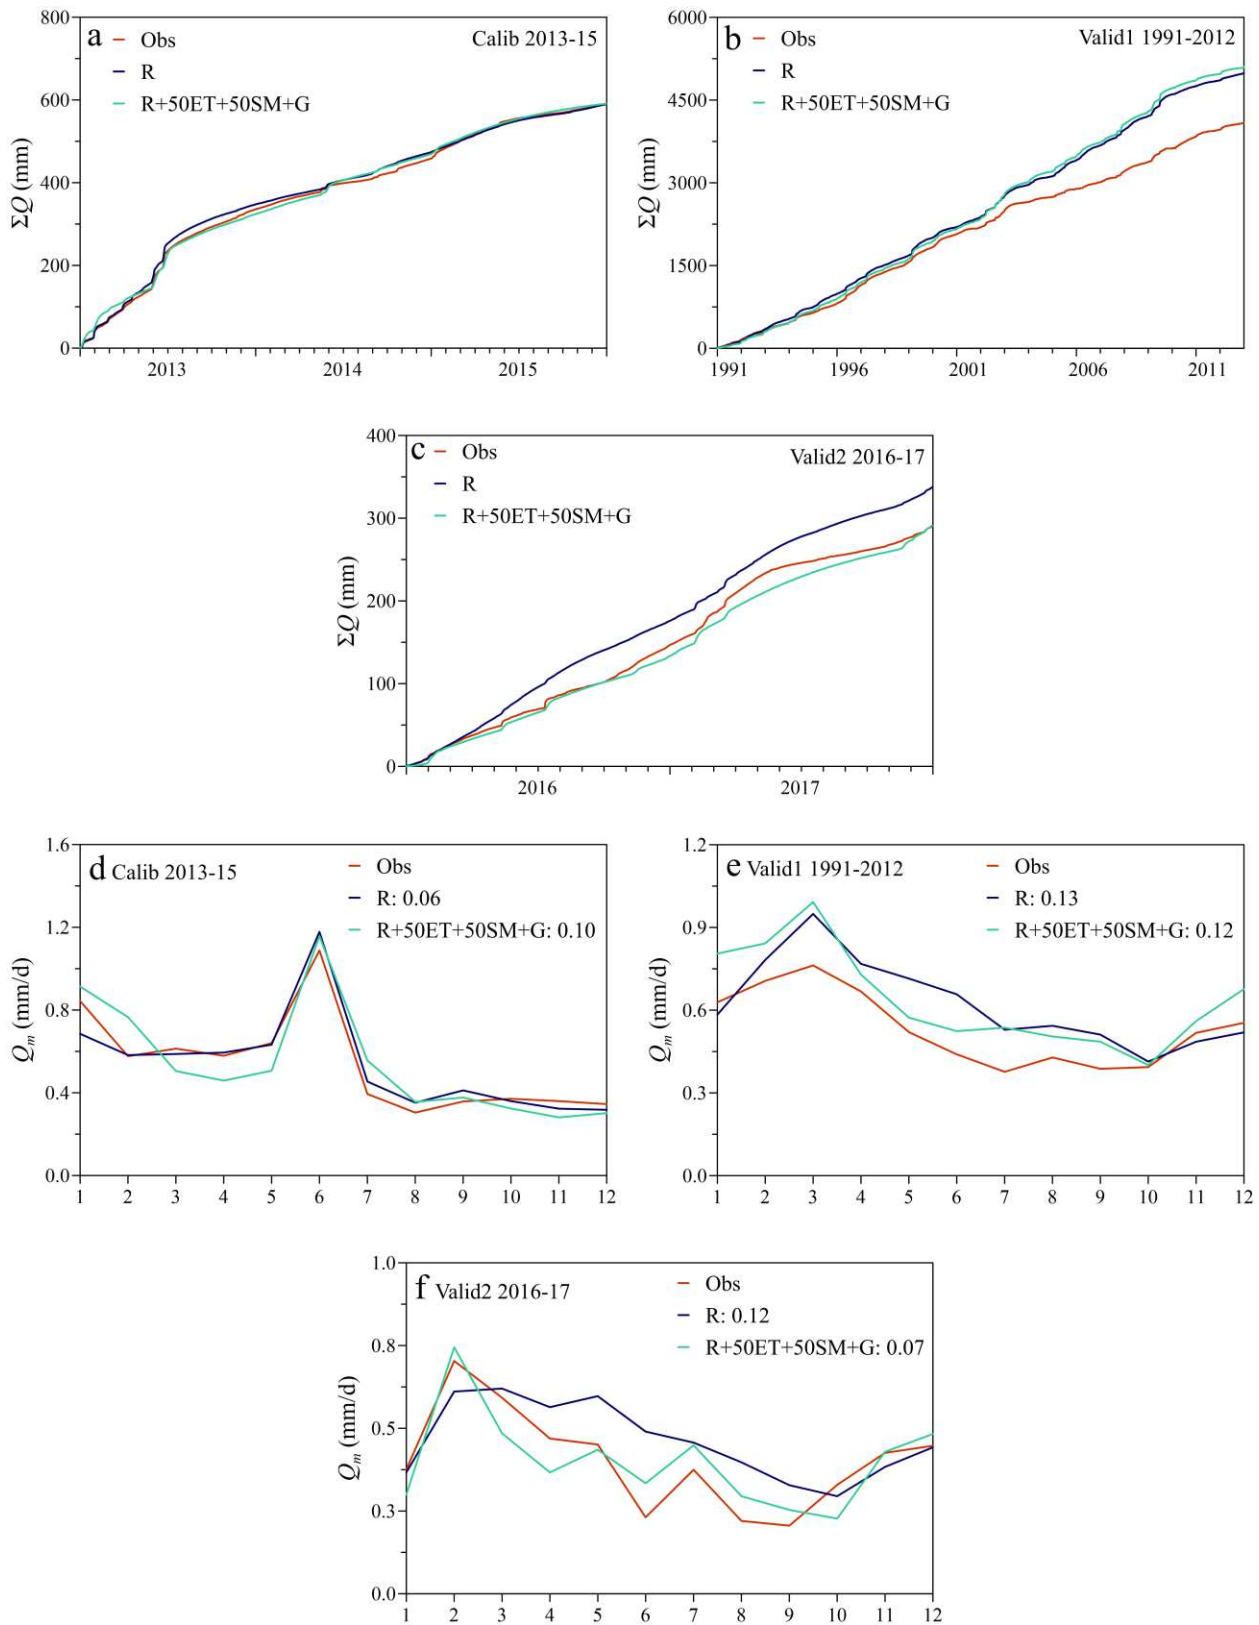 a
Calib 2013-15
Obs
R
R+50ET+50SM+G
800
600
400
200
0
ΣQ (mm)
2013 2014 2015
b
Valid1 1991-2012
Obs
R
R+50ET+50SM+G
6000
4500
3000
1500
0
ΣQ (mm)
1991 1996 2001 2006 2011
c
Valid2 2016-17
Obs
R
R+50ET+50SM+G
400
300
200
100
0
ΣQ (mm)
2016 2017
d Calib 2013-15
Obs
R: 0.06
R+50ET+50SM+G: 0.10
1.6
1.2
0.8
0.4
0.0
Qm (mm/d)
1 2 3 4 5 6 7 8 9 10 11 12
e Valid1 1991-2012
Obs
R: 0.13
R+50ET+50SM+G: 0.12
1.2
0.9
0.6
0.3
0.0
Qm (mm/d)
1 2 3 4 5 6 7 8 9 10 11 12
f Valid2 2016-17
Obs
R: 0.12
R+50ET+50SM+G: 0.07
1.0
0.8
0.5
0.3
0.0
Qm (mm/d)
1 2 3 4 5 6 7 8 9 10 11 12